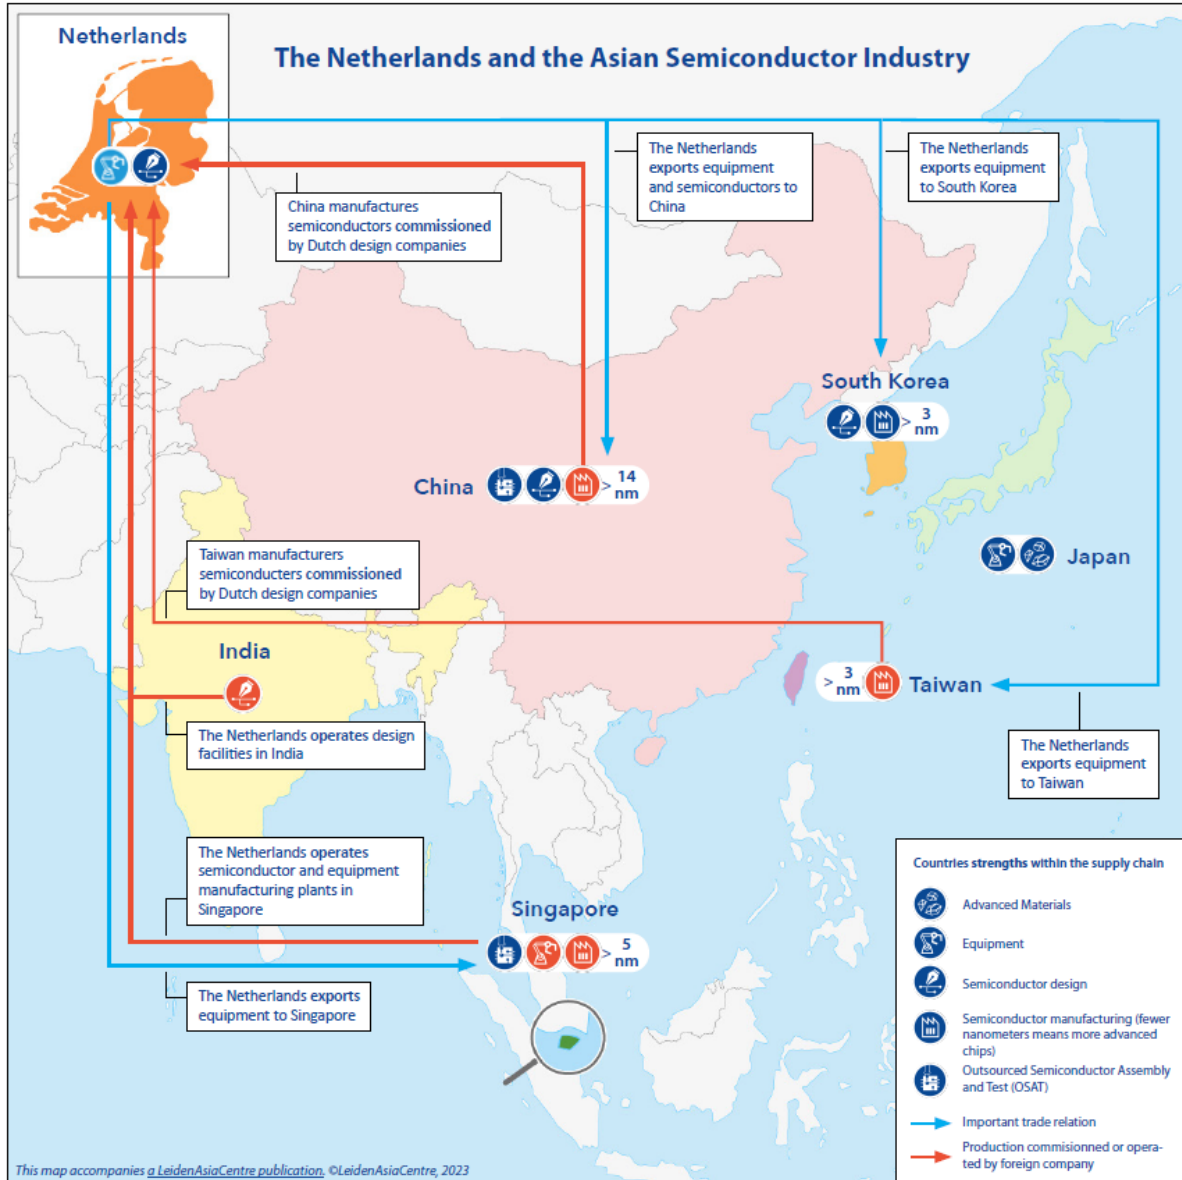 Netherlands
The Netherlands and the Asian Semiconductor Industry
The Netherlands
exports equipment
and semiconductors to
China
The Netherlands
exports equipment
to South Korea
China manufactures
semiconductors commissioned
by Dutch design companies
South Korea
> 3
nm
China
> 14
nm
Japan
Taiwan manufacturers
semiconducters commissioned
by Dutch design companies
India
> 3
nm
Taiwan
The Netherlands operates design
facilities in India
The Netherlands
exports equipment
to Taiwan
The Netherlands operates
semiconductor and equipment
manufacturing plants in
Singapore
Singapore
> 5
nm
The Netherlands exports
equipment to Singapore
Countries strengths within the supply chain
Advanced Materials
Equipment
Semiconductor design
Semiconductor manufacturing (fewer
nanometers means more advanced
chips)
Outsourced Semiconductor Assembly
and Test (OSAT)
Important trade relation
Production commisionned or opera-
ted by foreign company
This map accompanies a LeidenAsiaCentre publication. ©LeidenAsiaCentre, 2023